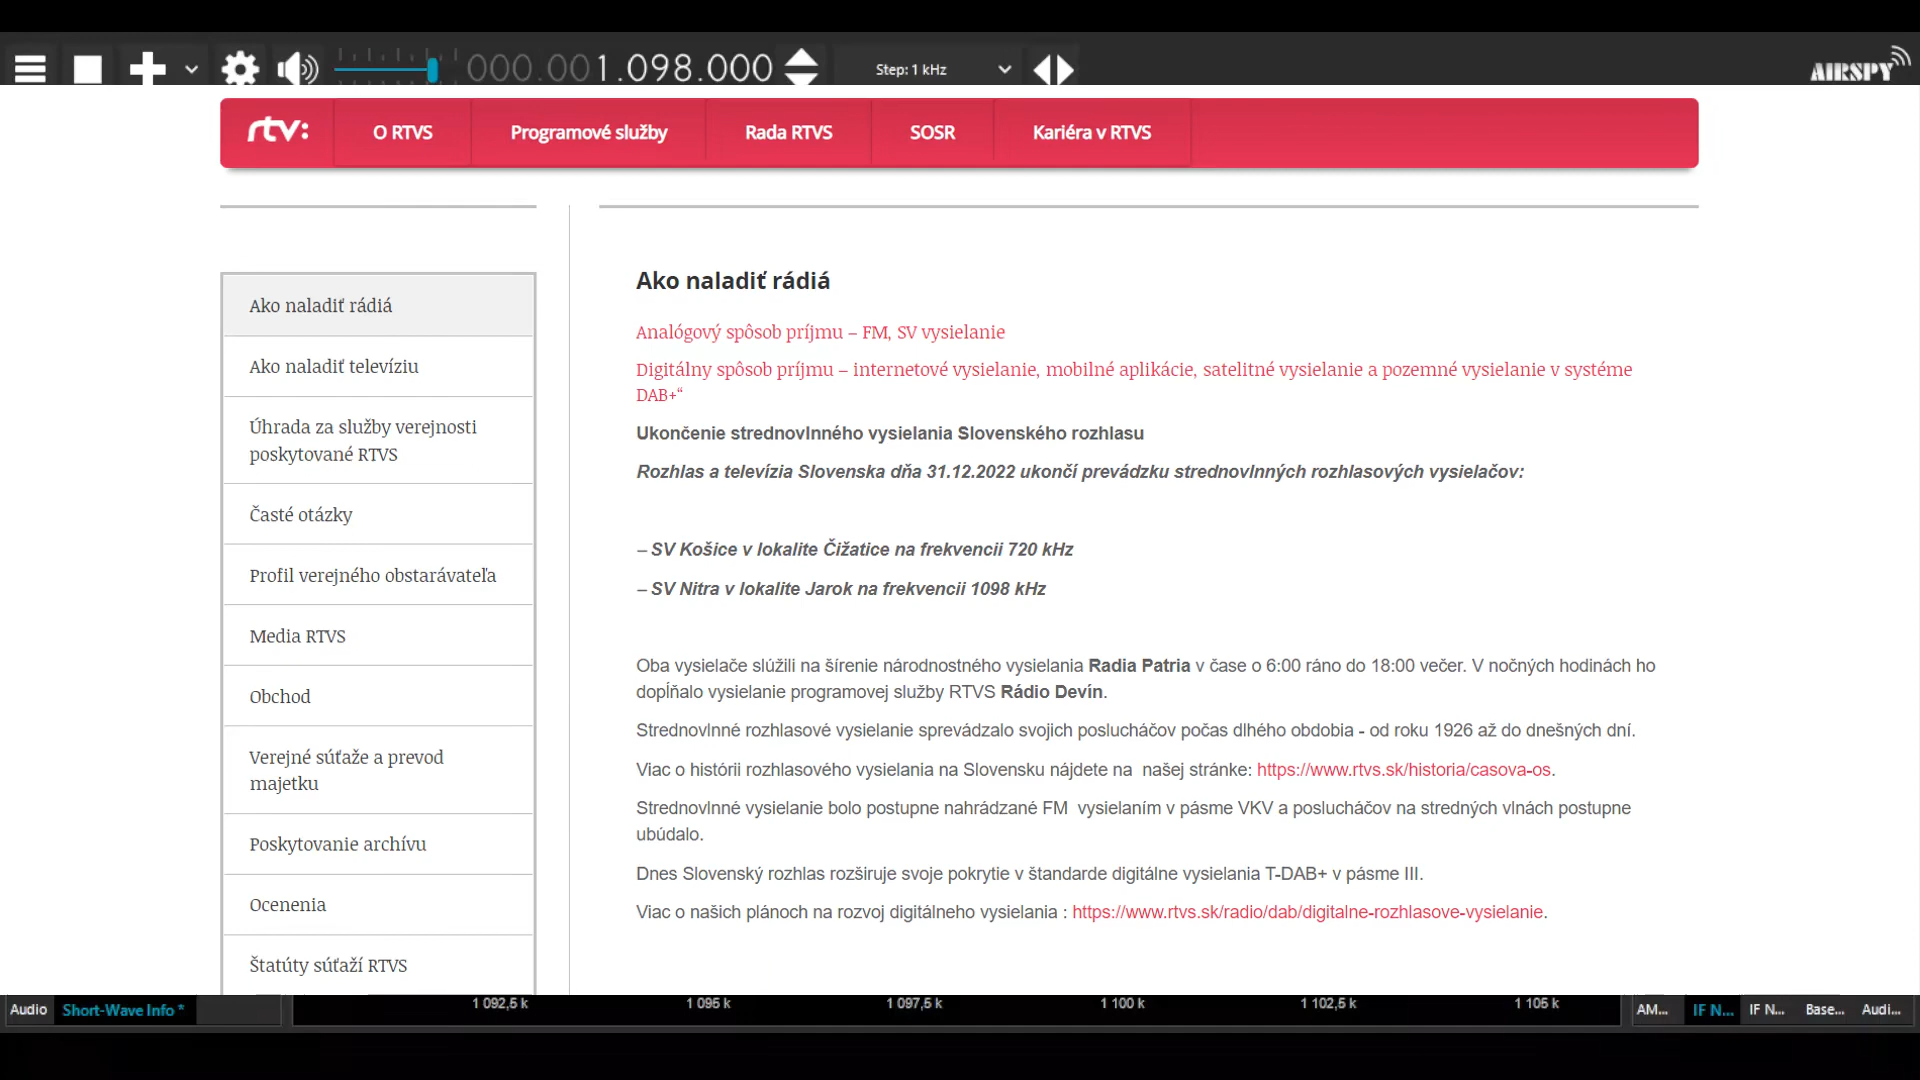 000.001.098.000
Step: 1 kHz
AIRSPY
rtv:
O RTVS
Programové služby
Rada RTVS
SOSR
Kariéra v RTVS
Ako naladiť rádiá
Ako naladiť televíziu
Úhrada za služby verejnosti
poskytované RTVS
Časté otázky
Profil verejného obstarávateľa
Media RTVS
Obchod
Verejné súťaže a prevod
majetku
Poskytovanie archívu
Ocenenia
Štatúty súťaží RTVS
Ako naladiť rádiá
Analógový spôsob príjmu – FM, SV vysielanie
Digitálny spôsob príjmu – internetové vysielanie, mobilné aplikácie, satelitné vysielanie a pozemné vysielanie v systéme
DAB+“
Ukončenie strednovlnného vysielania Slovenského rozhlasu
Rozhlas a televízia Slovenska dňa 31.12.2022 ukončí prevádzku strednovlnných rozhlasových vysielačov:
– SV Košice v lokalite Čižatice na frekvencii 720 kHz
– SV Nitra v lokalite Jarok na frekvencii 1098 kHz
Oba vysielače slúžili na šírenie národnostného vysielania Radia Patria v čase o 6:00 ráno do 18:00 večer. V nočných hodinách ho
dopĺňalo vysielanie programovej služby RTVS Rádio Devín.
Strednovlnné rozhlasové vysielanie sprevádzalo svojich poslucháčov počas dlhého obdobia - od roku 1926 až do dnešných dní.
Viac o histórii rozhlasového vysielania na Slovensku nájdete na  našej stránke: https://www.rtvs.sk/historia/casova-os.
Strednovlnné vysielanie bolo postupne nahrádzané FM  vysielaním v pásme VKV a poslucháčov na stredných vlnách postupne
ubúdalo.
Dnes Slovenský rozhlas rozširuje svoje pokrytie v štandarde digitálne vysielania T-DAB+ v pásme III.
Viac o našich plánoch na rozvoj digitálneho vysielania : https://www.rtvs.sk/radio/dab/digitalne-rozhlasove-vysielanie.
Audio
Short-Wave Info *
1 092,5 k
1 095 k
1 097,5 k
1 100 k
1 102,5 k
1 105 k
AM...
IF N...
IF N...
Base...
Audi...